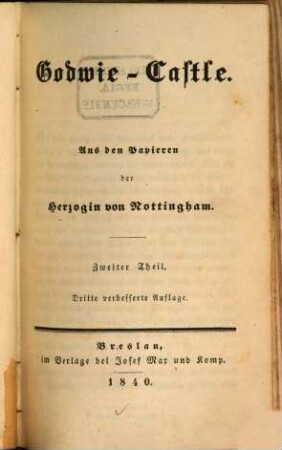 Godwie-Castle.
REGIA
Aus den Papieren
der
Herzogin von Nottingham.
Zweiter Theil.
Dritte verbesserte Auflage.
Breslau,
im Verlage bei Josef Max und Komp.
1840.